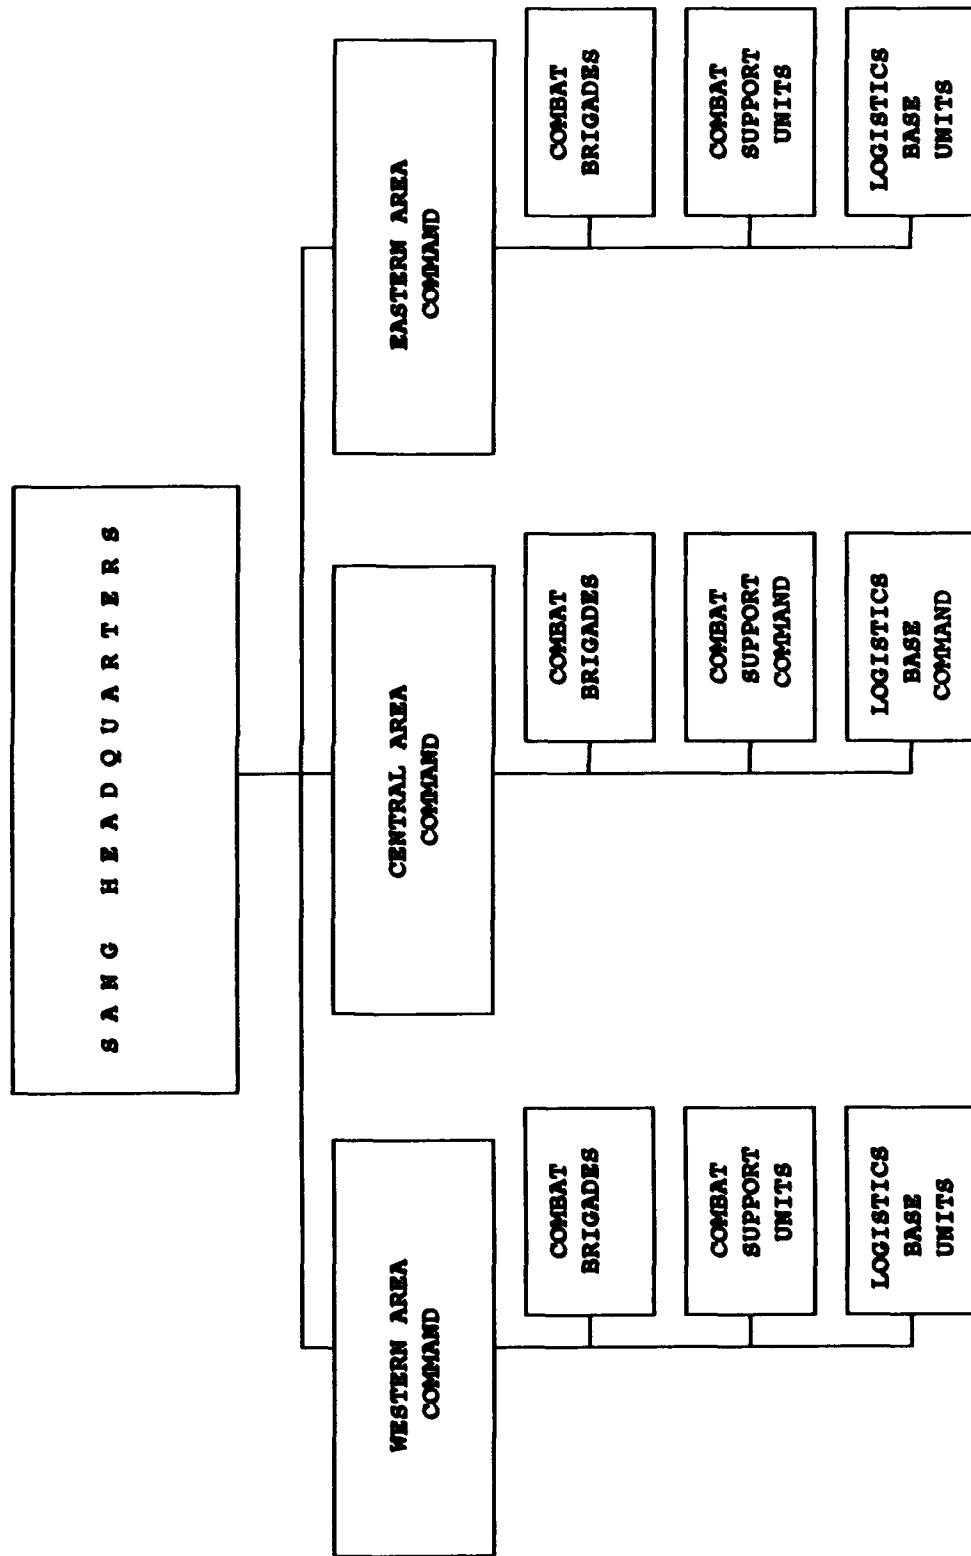 SANG HEADQUARTERS
WESTERN AREA
COMMAND
CENTRAL AREA
COMMAND
EASTERN AREA
COMMAND
COMBAT
BRIGADES
COMBAT
SUPPORT
UNITS
LOGISTICS
BASE
UNITS
COMBAT
BRIGADES
COMBAT
SUPPORT
COMMAND
LOGISTICS
BASE
COMMAND
COMBAT
BRIGADES
COMBAT
SUPPORT
UNITS
LOGISTICS
BASE
UNITS